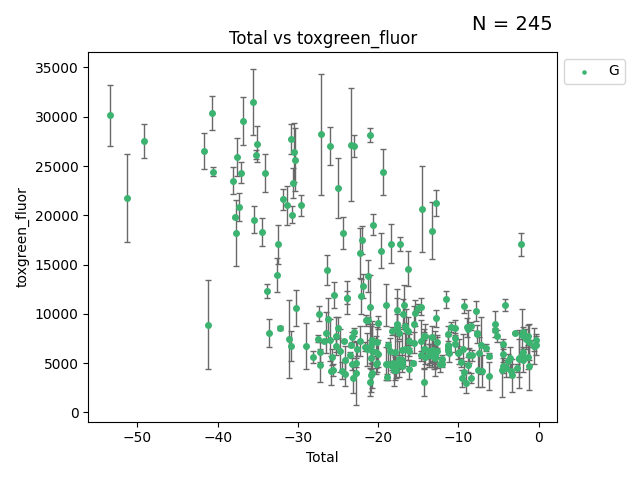 N = 245
Total vs toxgreen_fluor
G
toxgreen_fluor
35000
30000
25000
20000
15000
10000
5000
0
−50 −40 −30 −20 −10 0
Total